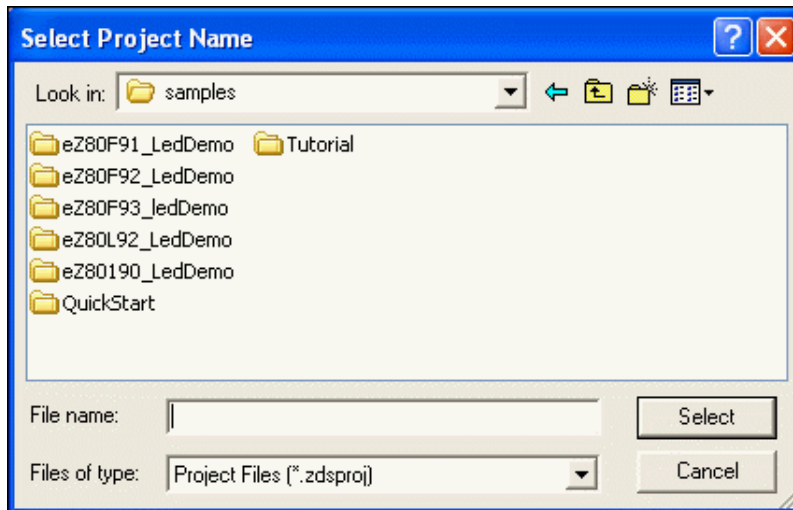 Select Project Name
Look in: samples
eZ80F91_LedDemo Tutorial
eZ80F92_LedDemo
eZ80F93_ledDemo
eZ80L92_LedDemo
eZ80190_LedDemo
QuickStart
File name: Select
Files of type: Project Files (*.zdsproj) Cancel